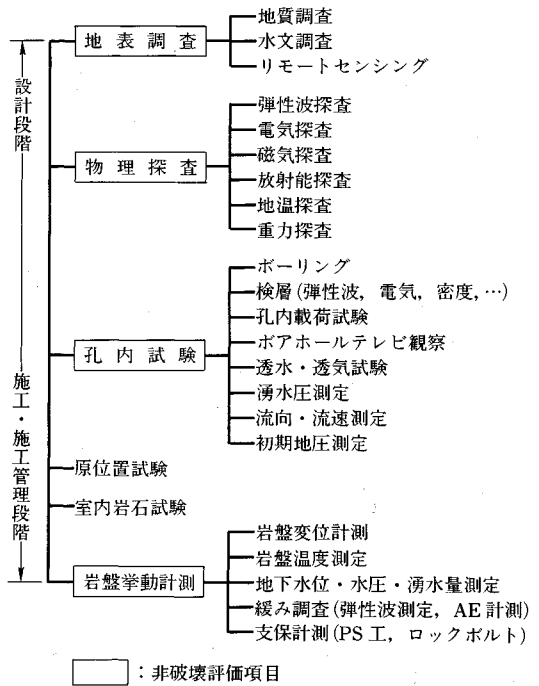 地表調査
地質調査
水文調査
リモートセンシング
設計段階
物理探査
弾性波探査
電気探査
磁気探査
放射能探査
地温探査
重力探査
孔内試験
ボーリング
検層(弾性波, 電気, 密度, …)
孔内載荷試験
ボアホールテレビ観察
透水・透気試験
湧水圧測定
流向・流速測定
初期地圧測定
施工・施工管理段階
原位置試験
室内岩石試験
岩盤挙動計測
岩盤変位計測
岩盤温度測定
地下水位・水圧・湧水量測定
緩み調査(弾性波測定, AE計測)
支保計測(PS工, ロックボルト)
:非破壊評価項目